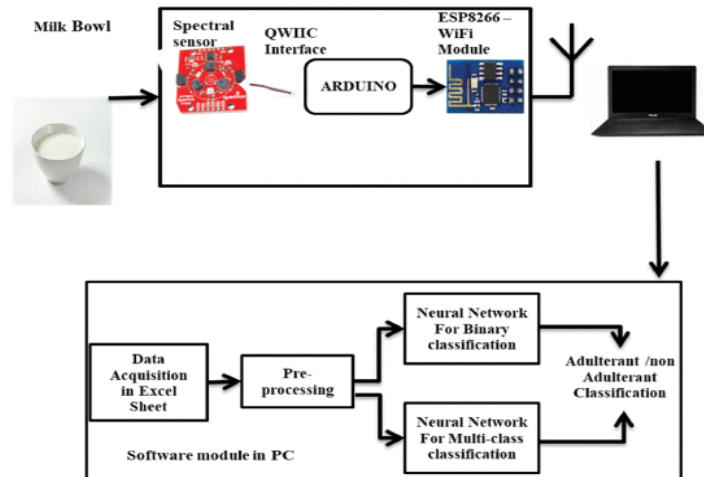 Milk Bowl
Spectral
sensor
QWIIC
Interface
ESP8266 –
WiFi
Module
ARDUINO
Neural Network
For Binary
classification
Data
Acquisition
in Excel
Sheet
Pre-
processing
Adulterant /non
Adulterant
Classification
Neural Network
For Multi-class
classification
Software module in PC